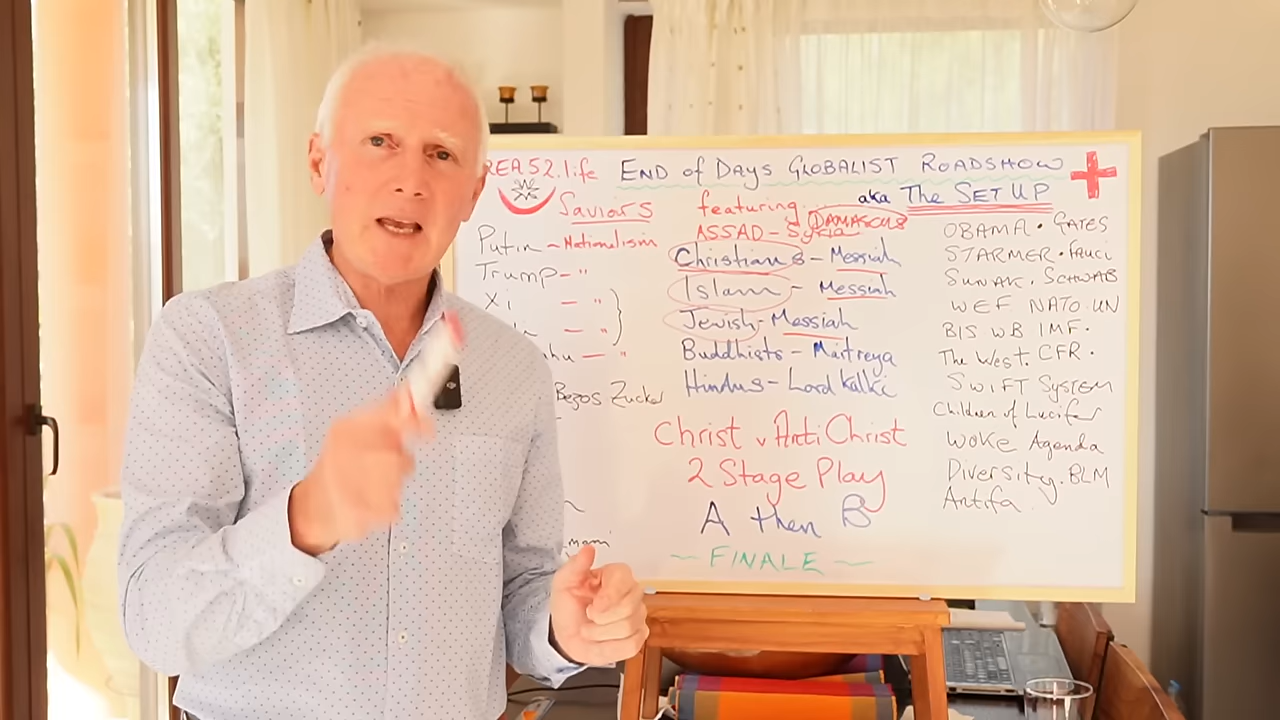 REA52.life END of DAYS GLOBALIST ROADSHOW
aka The SET UP
Saviors featuring
DAMASCUS
ASSAD - Syria
Putin - Nationalism
Trump - "
Xi - "
- "
hu - "
Bezos Zucker
Christians - Messiah
Islam - Messiah
Jewish - Messiah
Buddhists - Maitreya
Hindus - Lord Kalki
Christ v AntiChrist
2 Stage Play
A then B
~ FINALE ~
OBAMA · GATES
STARMER · Fauci
SUNAK · SCHWAB
WEF NATO UN
BIS WB IMF ·
The West. CFR ·
SWIFT SYSTEM
Children of Lucifer
WOKE Agenda
Diversity. BLM
Antifa